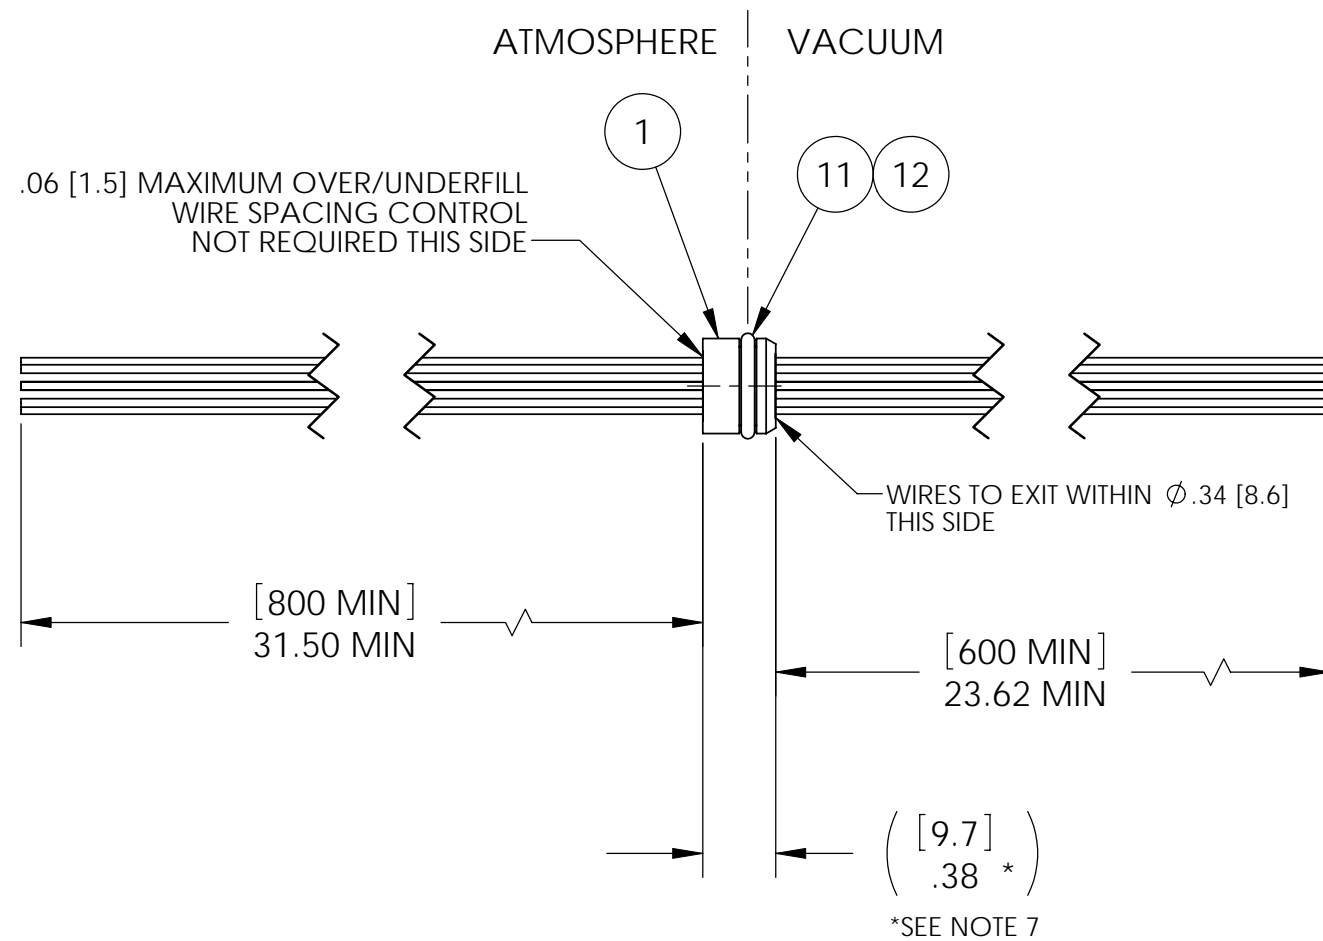 ATMOSPHERE
VACUUM
1
11
12
.06 [1.5] MAXIMUM OVER/UNDERFILL
WIRE SPACING CONTROL
NOT REQUIRED THIS SIDE
WIRES TO EXIT WITHIN ∅.34 [8.6]
THIS SIDE
[800 MIN]
31.50 MIN
[600 MIN]
23.62 MIN
([9.7]
.38 *)
*SEE NOTE 7